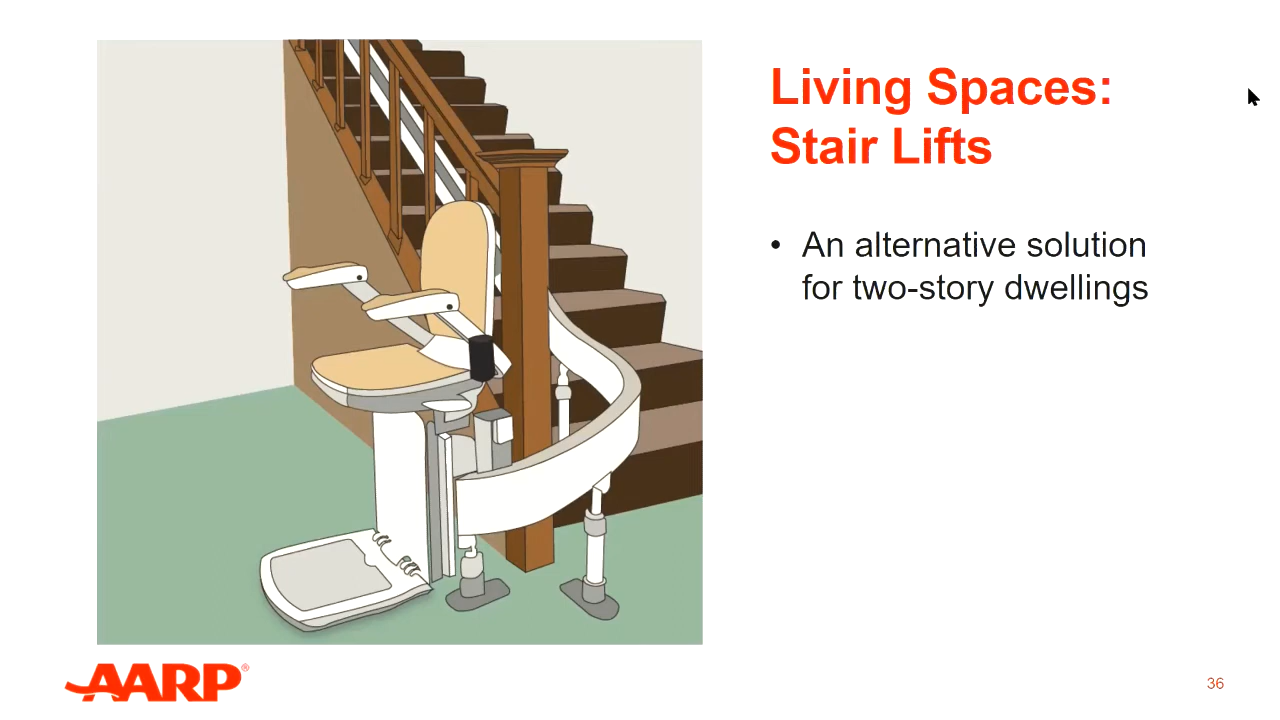 Living Spaces:
Stair Lifts
• An alternative solution
for two-story dwellings
AARP®
36